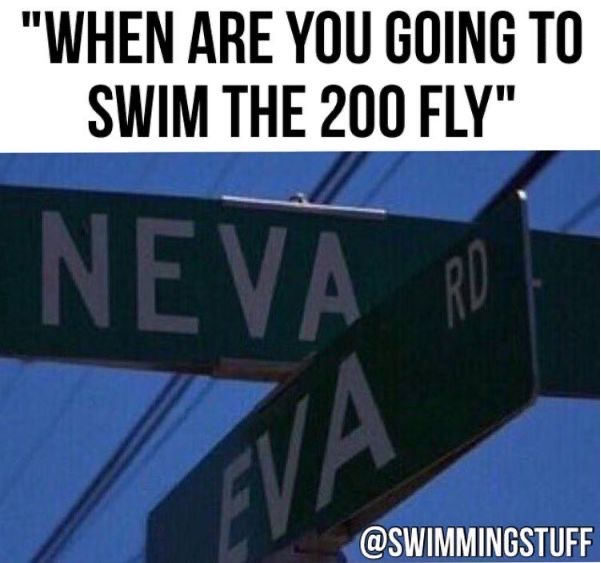 "WHEN ARE YOU GOING TO
SWIM THE 200 FLY"
NEVA
RD
EVA
@SWIMMINGSTUFF